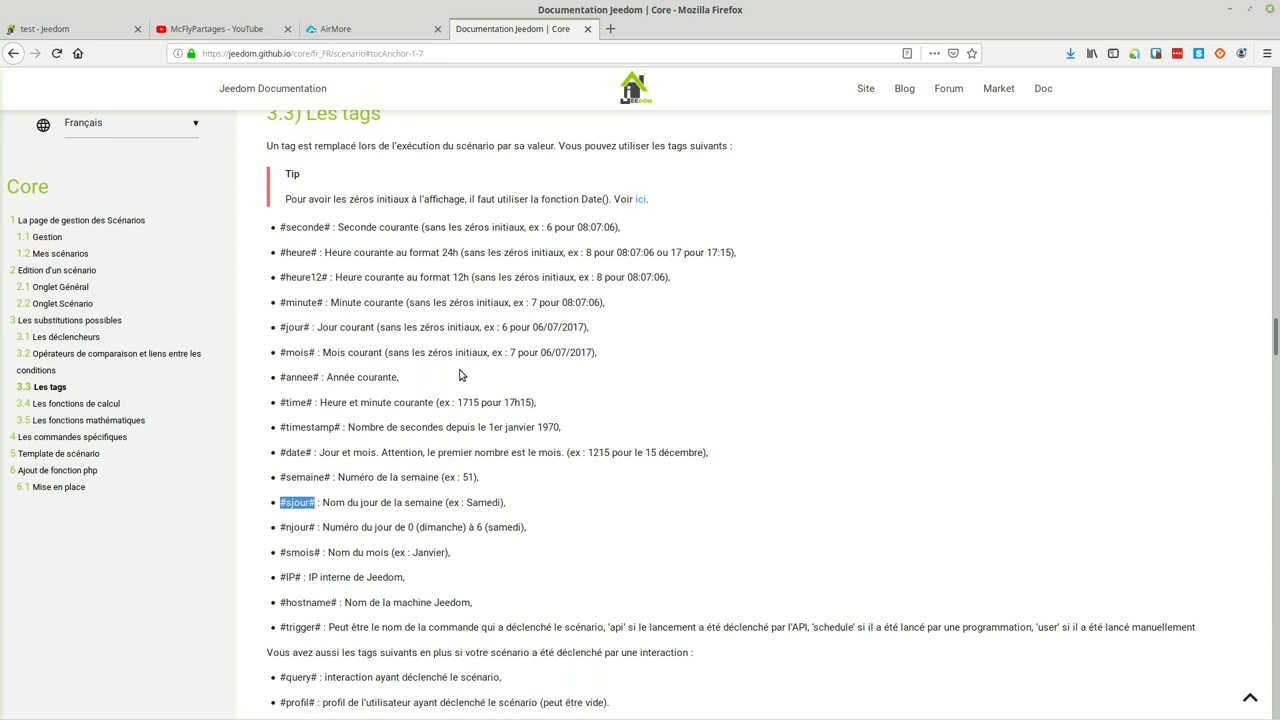 Documentation Jeedom | Core - Mozilla Firefox
test - Jeedom
McFlyPartages - YouTube
AirMore
Documentation Jeedom | Core
https://jeedom.github.io/core/fr_FR/scenario#tocAnchor-1-7
Jeedom Documentation
JEEDOM
Site
Blog
Forum
Market
Doc
Français
Core
1 La page de gestion des Scénarios
1.1 Gestion
1.2 Mes scénarios
2 Edition d'un scénario
2.1 Onglet Général
2.2 Onglet Scénario
3 Les substitutions possibles
3.1 Les déclencheurs
3.2 Opérateurs de comparaison et liens entre les
conditions
3.3 Les tags
3.4 Les fonctions de calcul
3.5 Les fonctions mathématiques
4 Les commandes spécifiques
5 Template de scénario
6 Ajout de fonction php
6.1 Mise en place
3.3) Les tags
Un tag est remplacé lors de l'exécution du scénario par sa valeur. Vous pouvez utiliser les tags suivants :
Tip
Pour avoir les zéros initiaux à l'affichage, il faut utiliser la fonction Date(). Voir ici.
• #seconde# : Seconde courante (sans les zéros initiaux, ex : 6 pour 08:07:06),
• #heure# : Heure courante au format 24h (sans les zéros initiaux, ex : 8 pour 08:07:06 ou 17 pour 17:15),
• #heure12# : Heure courante au format 12h (sans les zéros initiaux, ex : 8 pour 08:07:06),
• #minute# : Minute courante (sans les zéros initiaux, ex : 7 pour 08:07:06),
• #jour# : Jour courant (sans les zéros initiaux, ex : 6 pour 06/07/2017),
• #mois# : Mois courant (sans les zéros initiaux, ex : 7 pour 06/07/2017),
• #annee# : Année courante,
• #time# : Heure et minute courante (ex : 1715 pour 17h15),
• #timestamp# : Nombre de secondes depuis le 1er janvier 1970,
• #date# : Jour et mois. Attention, le premier nombre est le mois. (ex : 1215 pour le 15 décembre),
• #semaine# : Numéro de la semaine (ex : 51),
• #sjour# : Nom du jour de la semaine (ex : Samedi),
• #njour# : Numéro du jour de 0 (dimanche) à 6 (samedi),
• #smois# : Nom du mois (ex : Janvier),
• #IP# : IP interne de Jeedom,
• #hostname# : Nom de la machine Jeedom,
• #trigger# : Peut être le nom de la commande qui a déclenché le scénario, 'api' si le lancement a été déclenché par l'API, 'schedule' si il a été lancé par une programmation, 'user' si il a été lancé manuellement
Vous avez aussi les tags suivants en plus si votre scénario a été déclenché par une interaction :
• #query# : interaction ayant déclenché le scénario,
• #profil# : profil de l'utilisateur ayant déclenché le scénario (peut être vide).